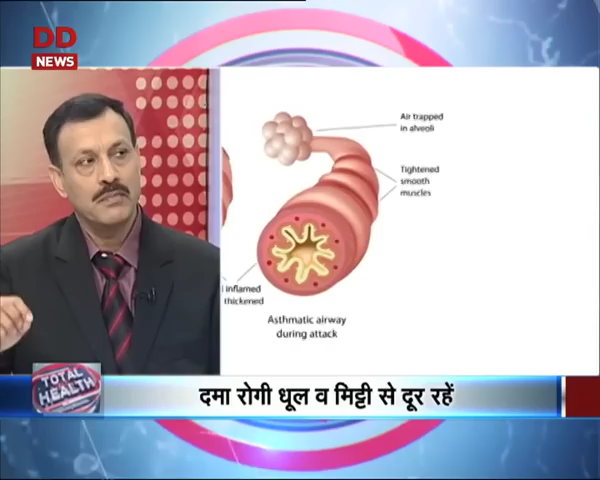 DD
NEWS
Air trapped
in alveoli
Tightened
smooth
muscles
inflamed
thickened
Asthmatic airway
during attack
TOTAL
HEALTH
दमा रोगी धूल व मिट्टी से दूर रहें